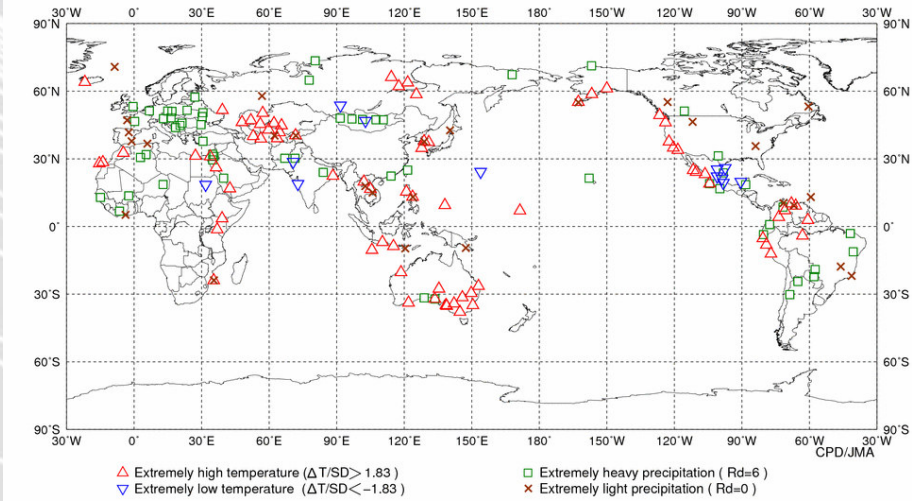 30˚W 0˚ 30˚E 60˚E 90˚E 120˚E 150˚E 180˚ 150˚W 120˚W 90˚W 60˚W 30˚W
90˚N 90˚N
60˚N 60˚N
30˚N 30˚N
0˚ 0˚
30˚S 30˚S
60˚S 60˚S
90˚S 90˚S
30˚W 0˚ 30˚E 60˚E 90˚E 120˚E 150˚E 180˚ 150˚W 120˚W 90˚W 60˚W 30˚W
CPD/JMA
Extremely high temperature (ΔT/SD>1.83) Extremely heavy precipitation ( Rd=6 )
Extremely low temperature (ΔT/SD<-1.83) Extremely light precipitation ( Rd=0 )